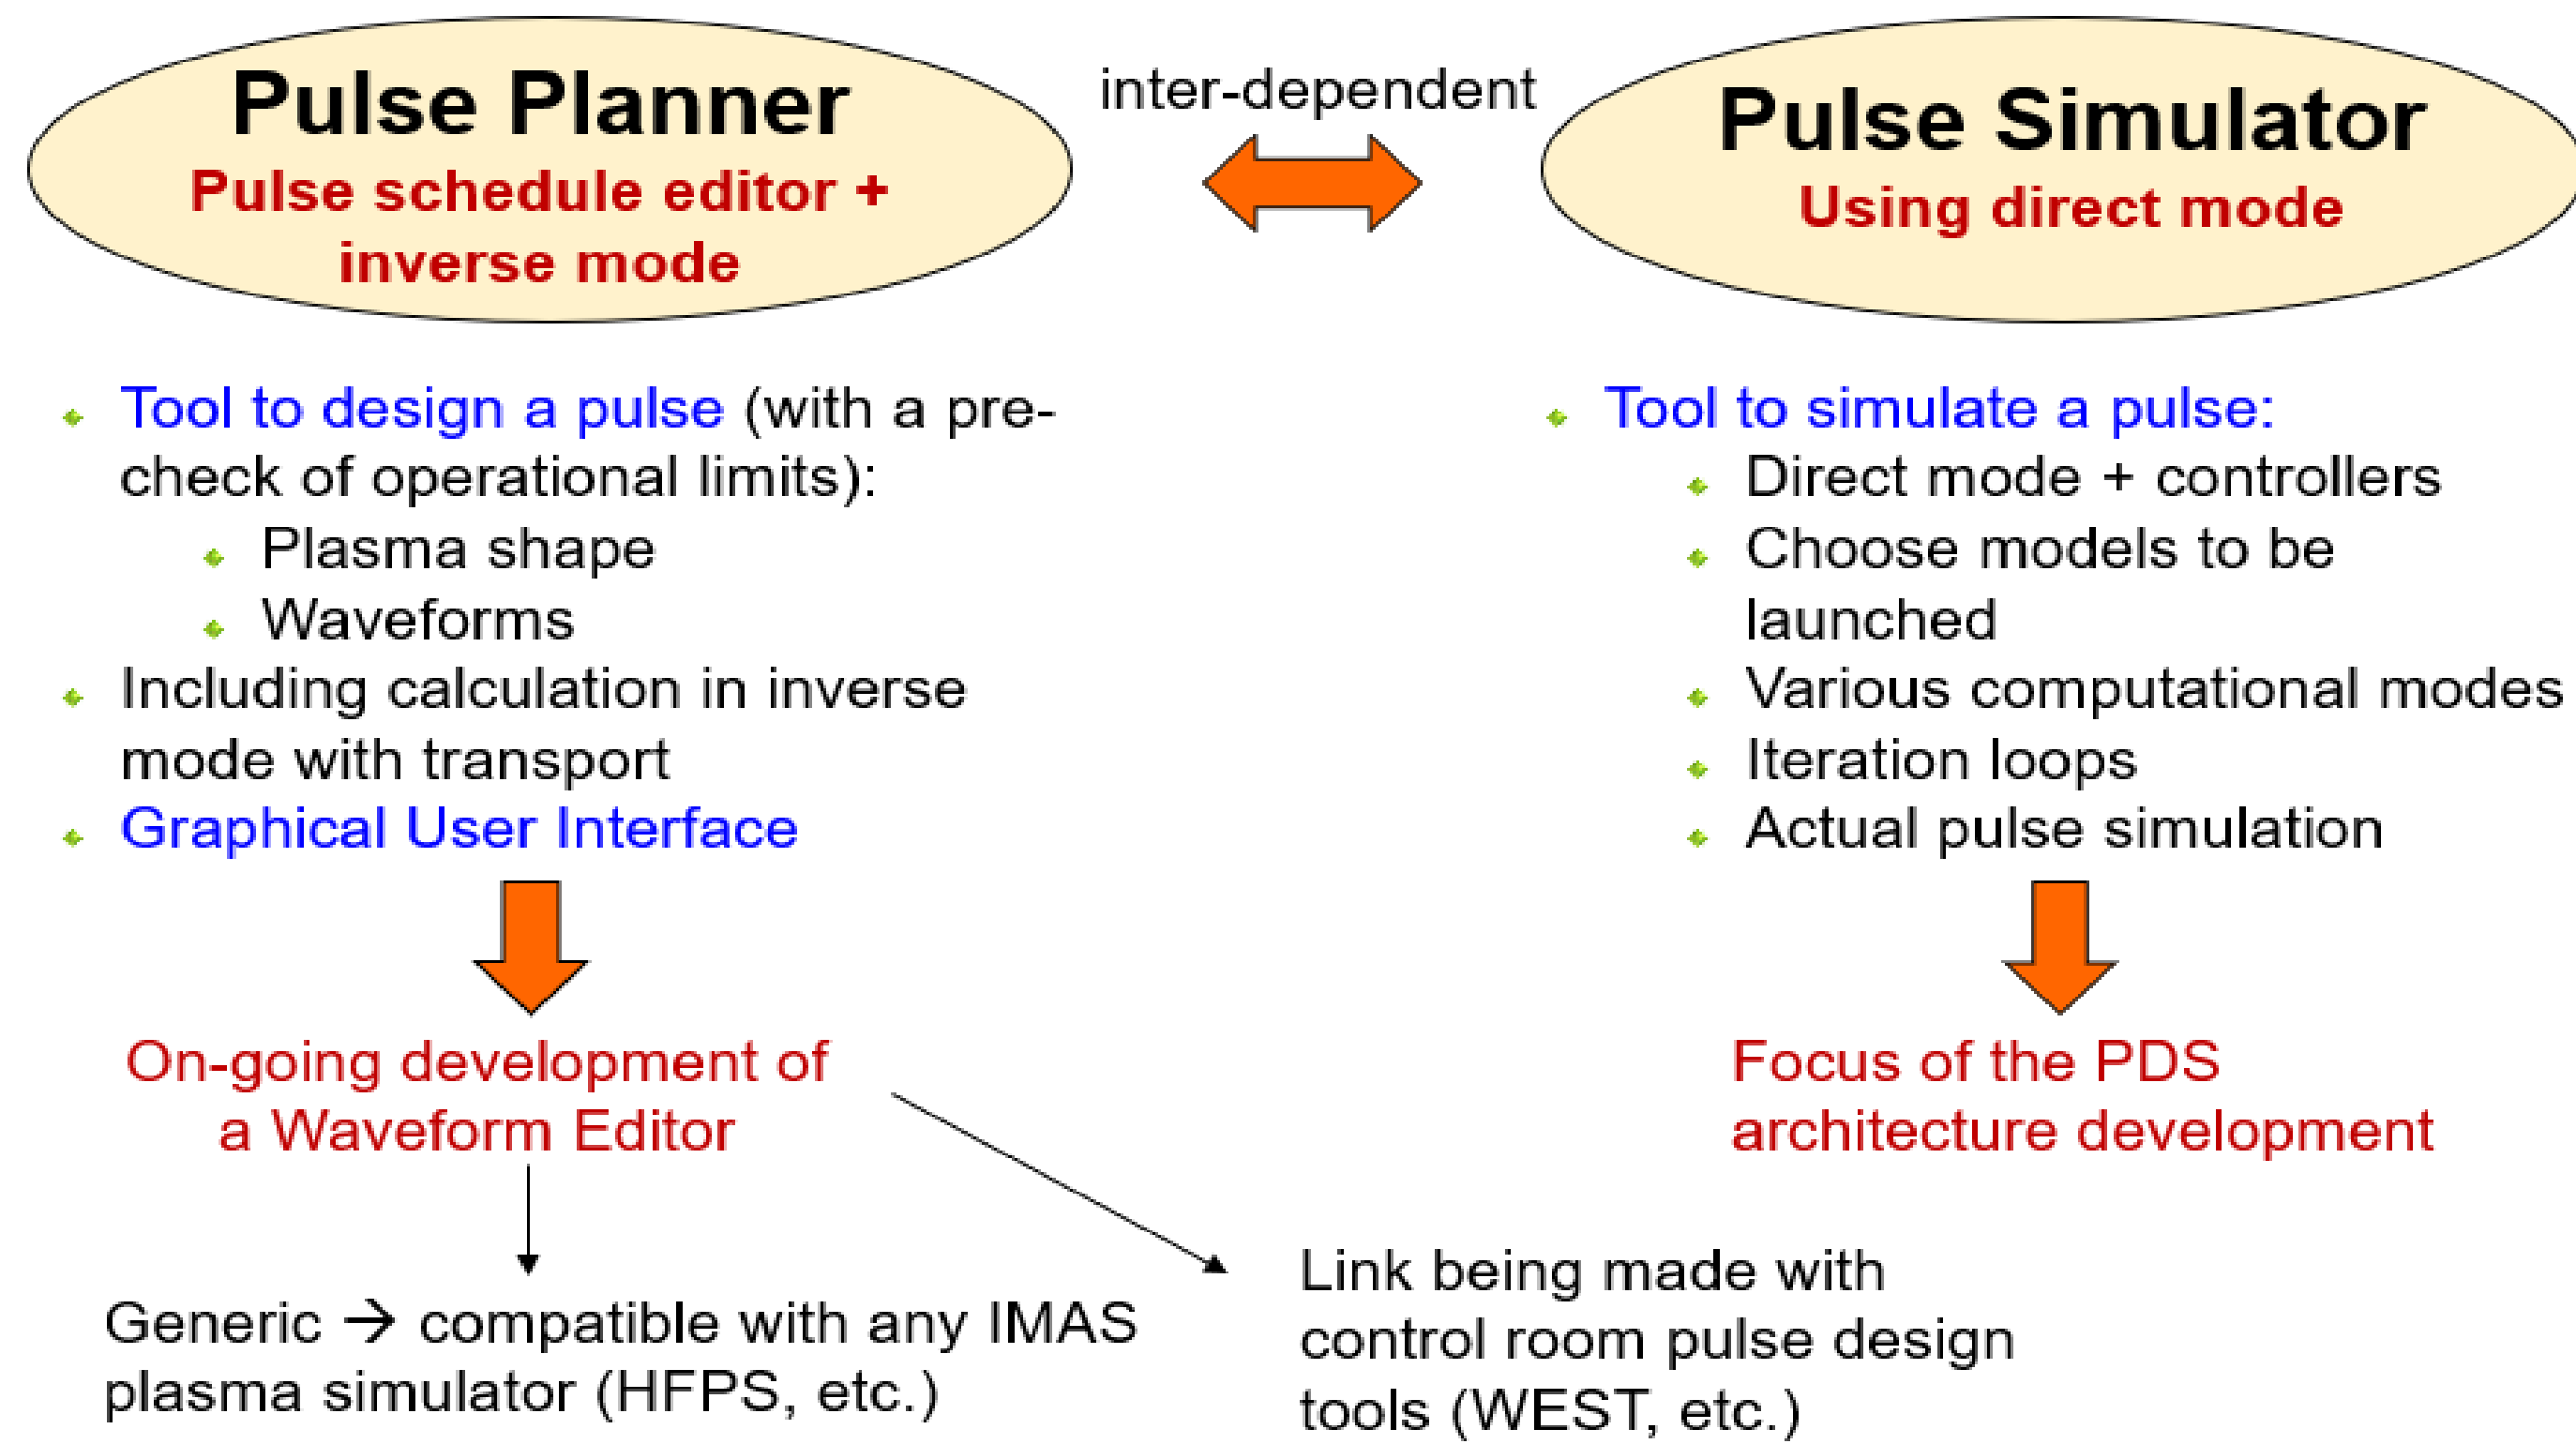 Pulse Planner
Pulse schedule editor +
inverse mode
inter-dependent
Pulse Simulator
Using direct mode
Tool to design a pulse (with a pre-
check of operational limits):
Plasma shape
Waveforms
Including calculation in inverse
mode with transport
Graphical User Interface
On-going development of
a Waveform Editor
Generic → compatible with any IMAS
plasma simulator (HFPS, etc.)
Tool to simulate a pulse:
Direct mode + controllers
Choose models to be
launched
Various computational modes
Iteration loops
Actual pulse simulation
Focus of the PDS
architecture development
Link being made with
control room pulse design
tools (WEST, etc.)